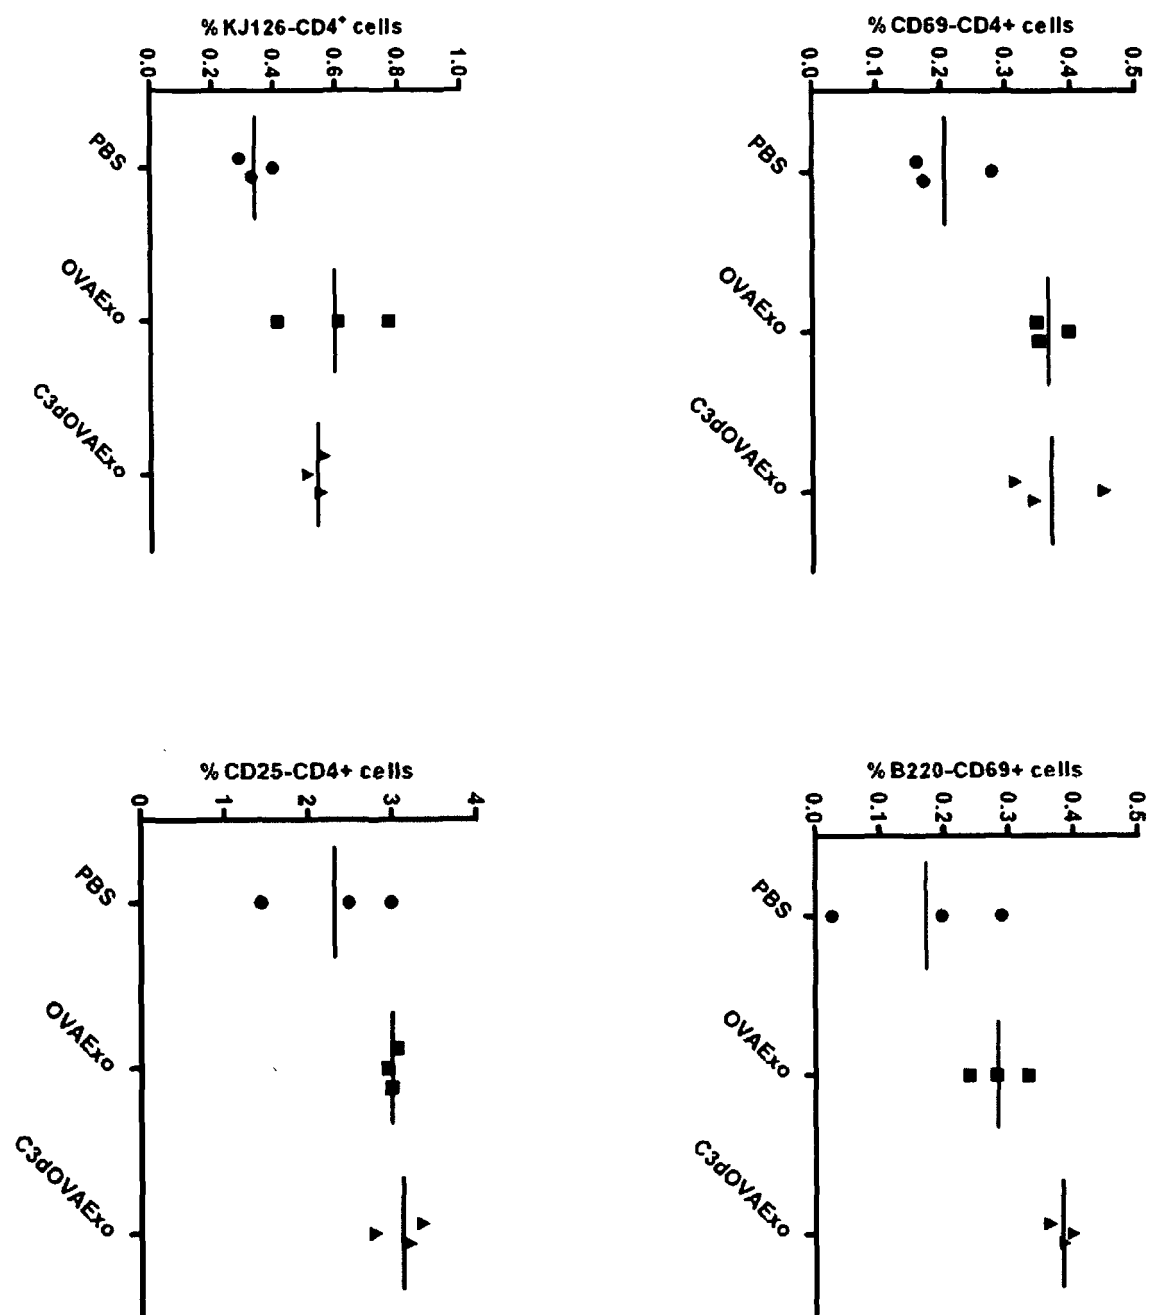 % KJ126-CD4+ cells
0.0
0.2
0.4
0.6
0.8
1.0
PBS
OVAExo
C3dOVAExo
% CD69-CD4+ cells
0.0
0.1
0.2
0.3
0.4
0.5
PBS
OVAExo
C3dOVAExo
% CD25-CD4+ cells
0
1
2
3
4
PBS
OVAExo
C3dOVAExo
% B220-CD69+ cells
0.0
0.1
0.2
0.3
0.4
0.5
PBS
OVAExo
C3dOVAExo